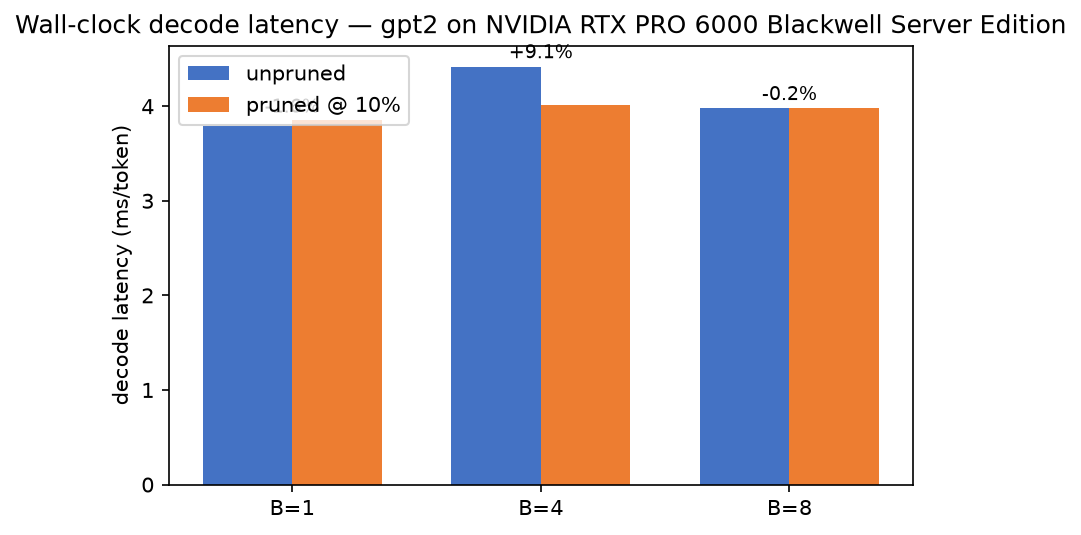 Wall-clock decode latency — gpt2 on NVIDIA RTX PRO 6000 Blackwell Server Edition
+9.1%
unpruned
pruned @ 10%
-0.2%
4
3
2
1
0
decode latency (ms/token)
B=1
B=4
B=8